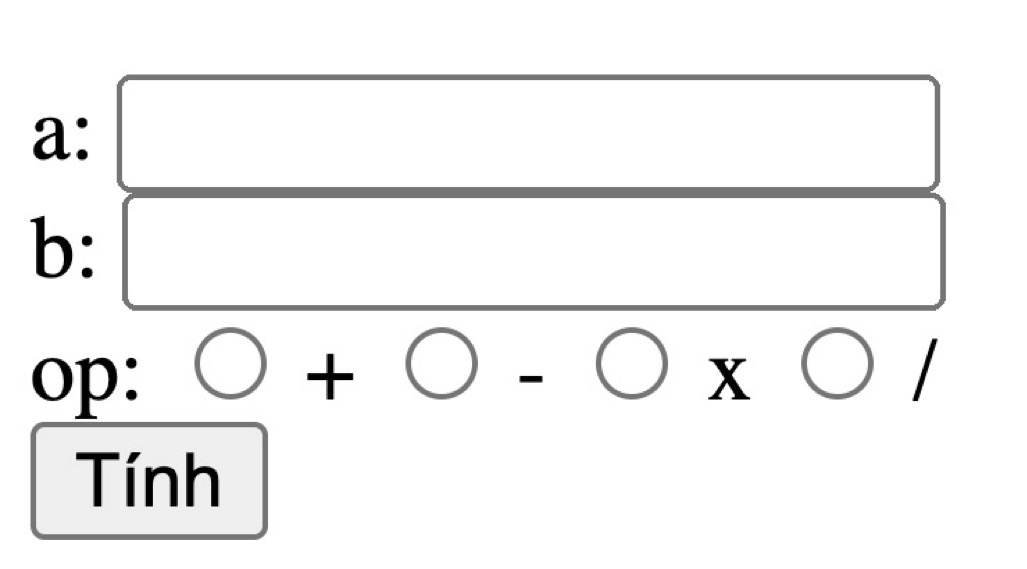 a:
b:
op: + - x /
Tính